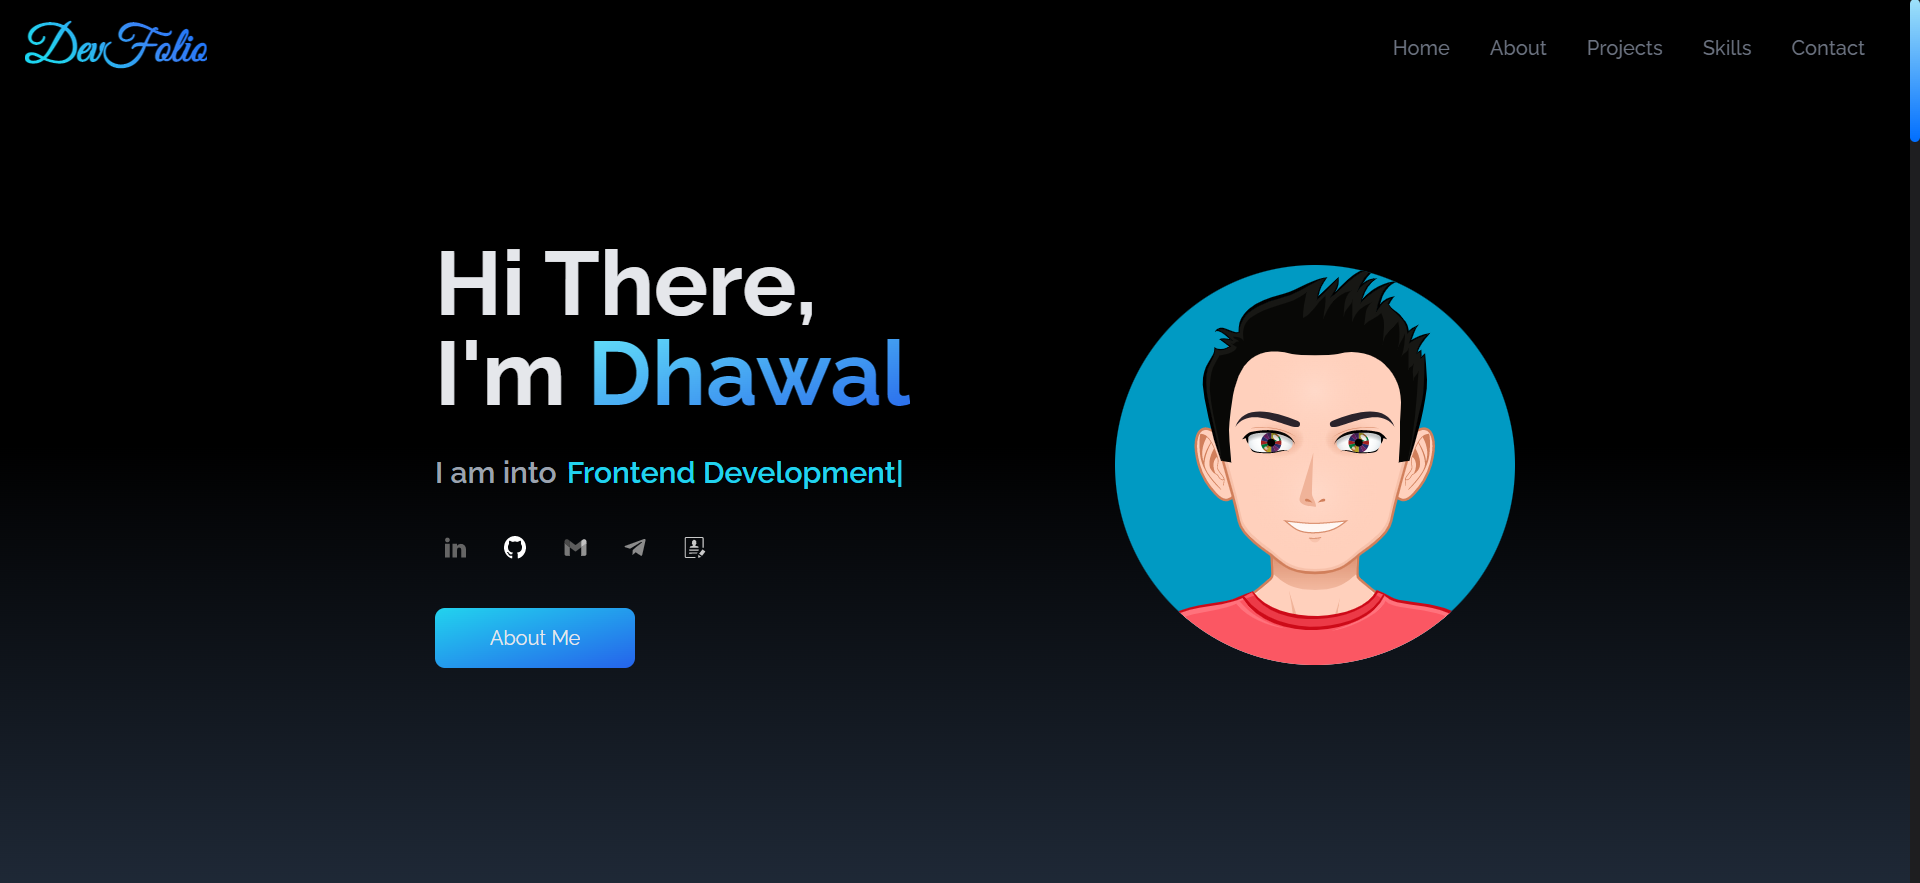 DevFolio
Home About Projects Skills Contact
Hi There,
I'm Dhawal
I am into Frontend Development|
About Me